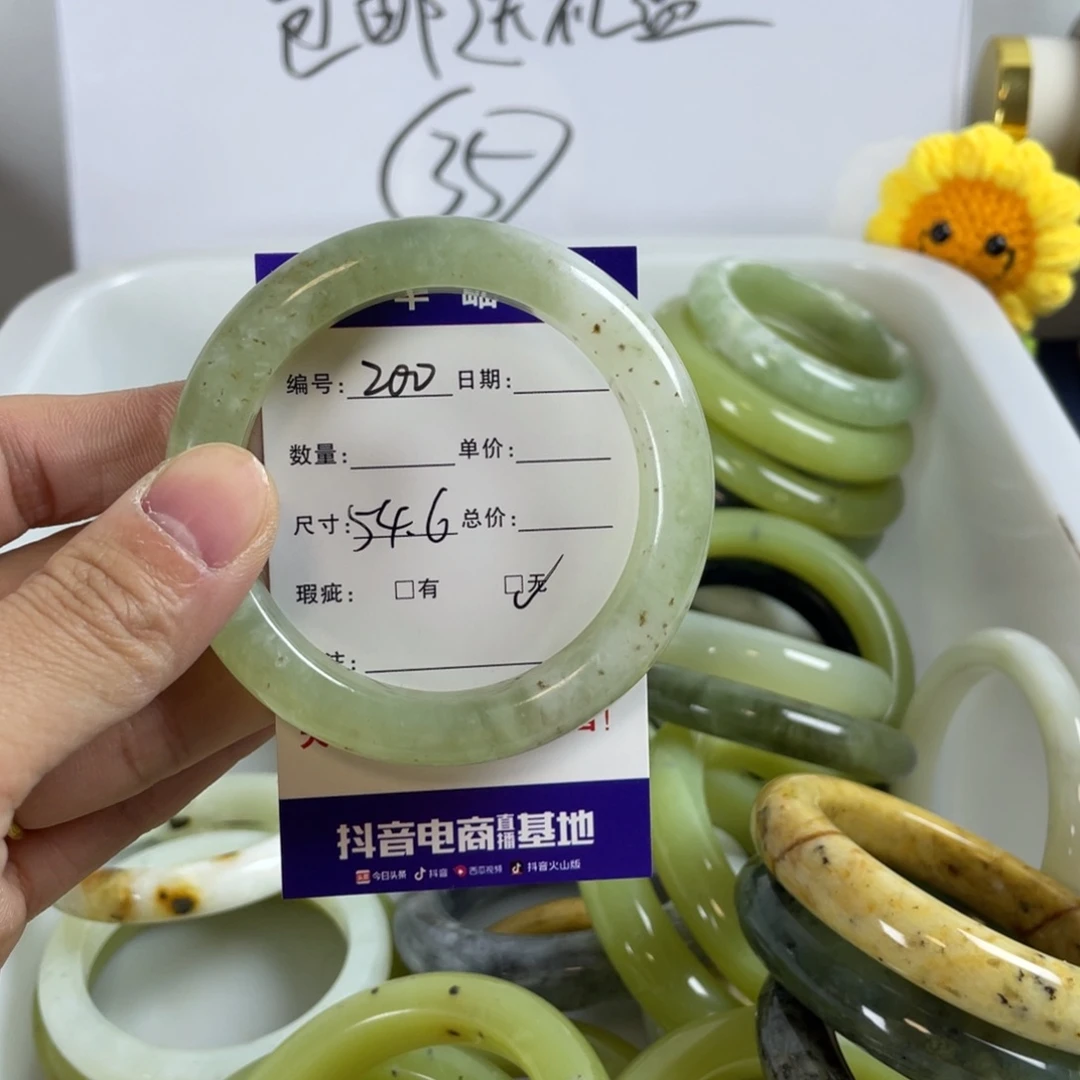 包邮送礼盒
35
编号: 200 日期:
数量: 单价:
尺寸: 54.6 总价:
瑕疵: □有 □无✓
注:
!
抖音电商直播基地
今日头条 抖音 西瓜视频 抖音火山版